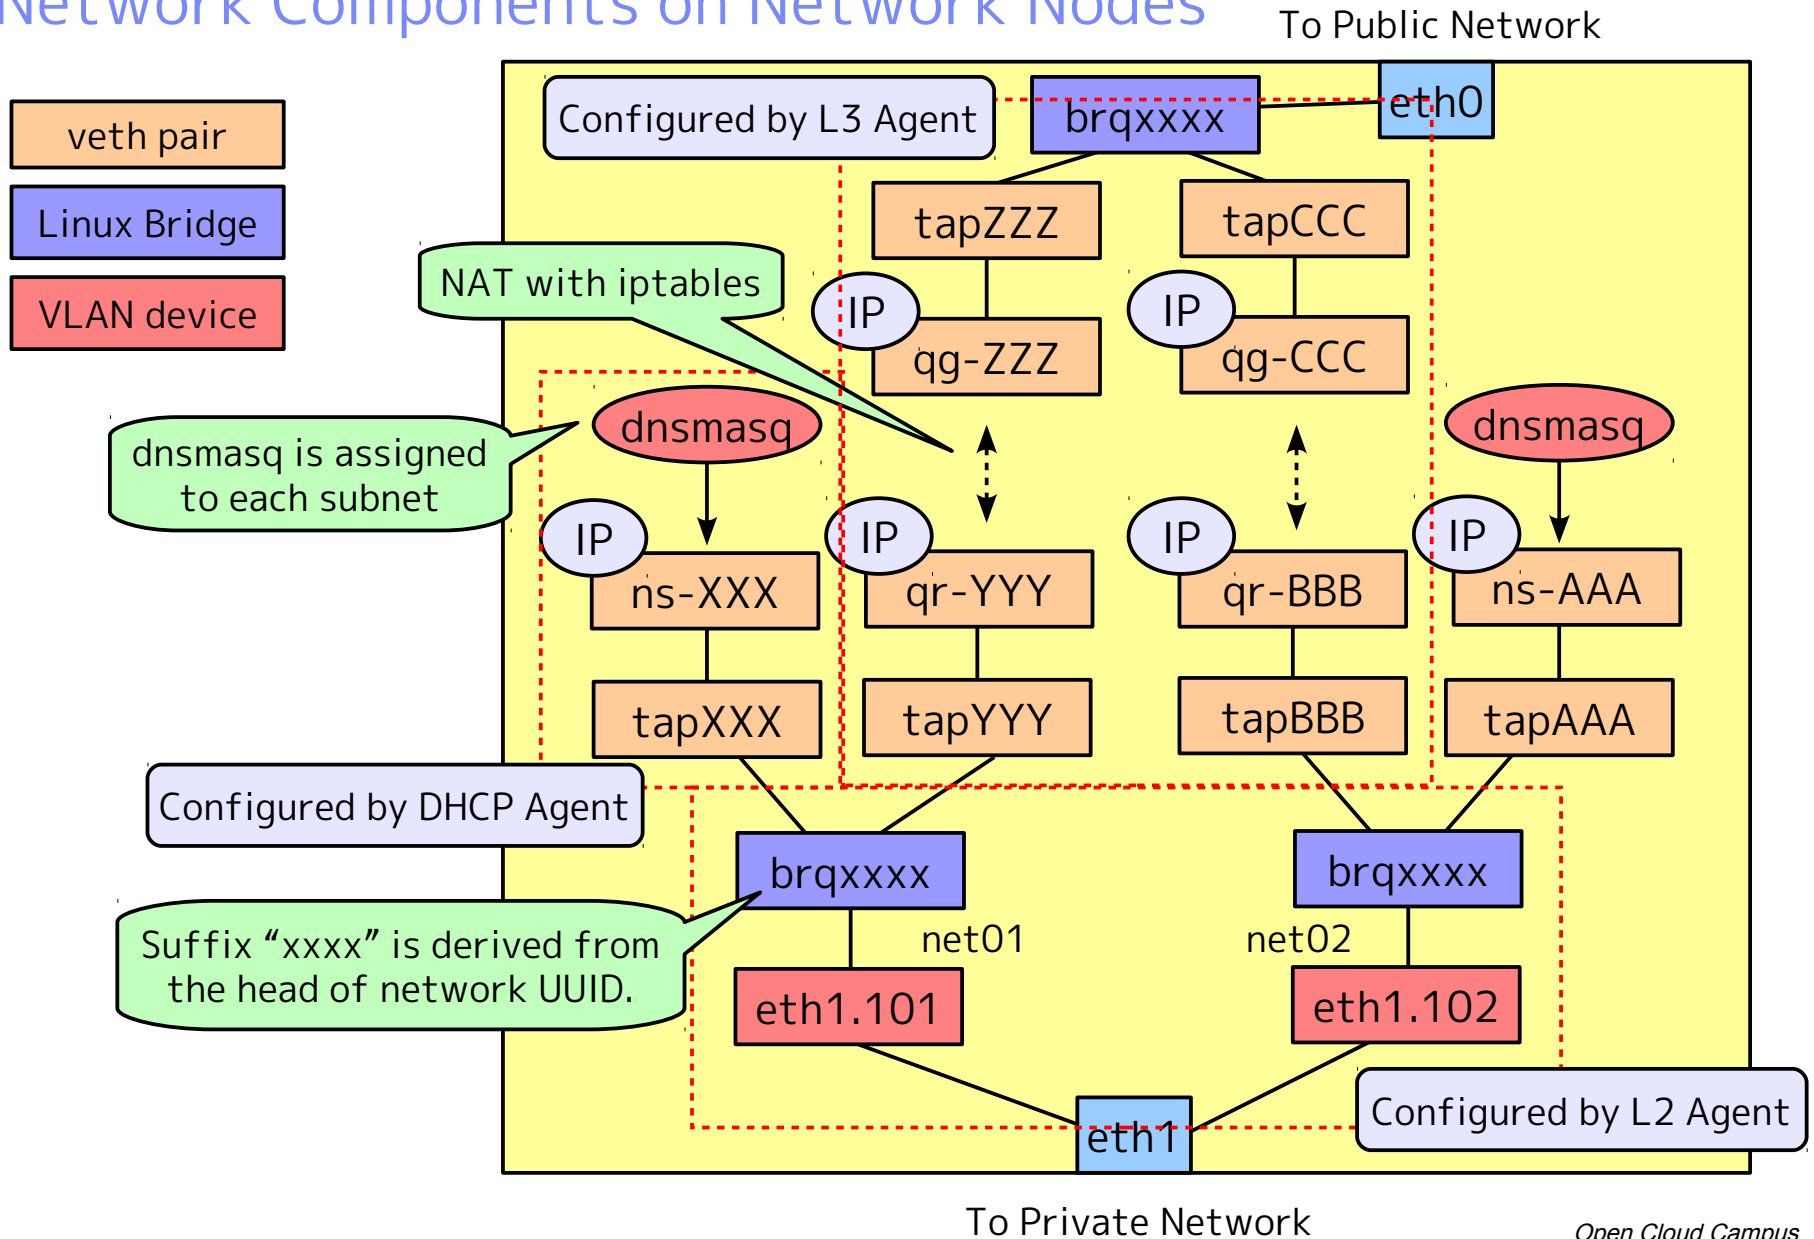 Network Components on Network Nodes
To Public Network
veth pair
Linux Bridge
VLAN device
Configured by L3 Agent
brqxxxx
eth0
tapZZZ
tapCCC
NAT with iptables
IP
IP
qg-ZZZ
qg-CCC
dnsmasq
dnsmasq
dnsmasq is assigned
to each subnet
IP
IP
IP
IP
ns-XXX
qr-YYY
qr-BBB
ns-AAA
tapXXX
tapYYY
tapBBB
tapAAA
Configured by DHCP Agent
brqxxxx
brqxxxx
Suffix “xxxx” is derived from
the head of network UUID.
net01
net02
eth1.101
eth1.102
Configured by L2 Agent
eth1
To Private Network
Open Cloud Campus